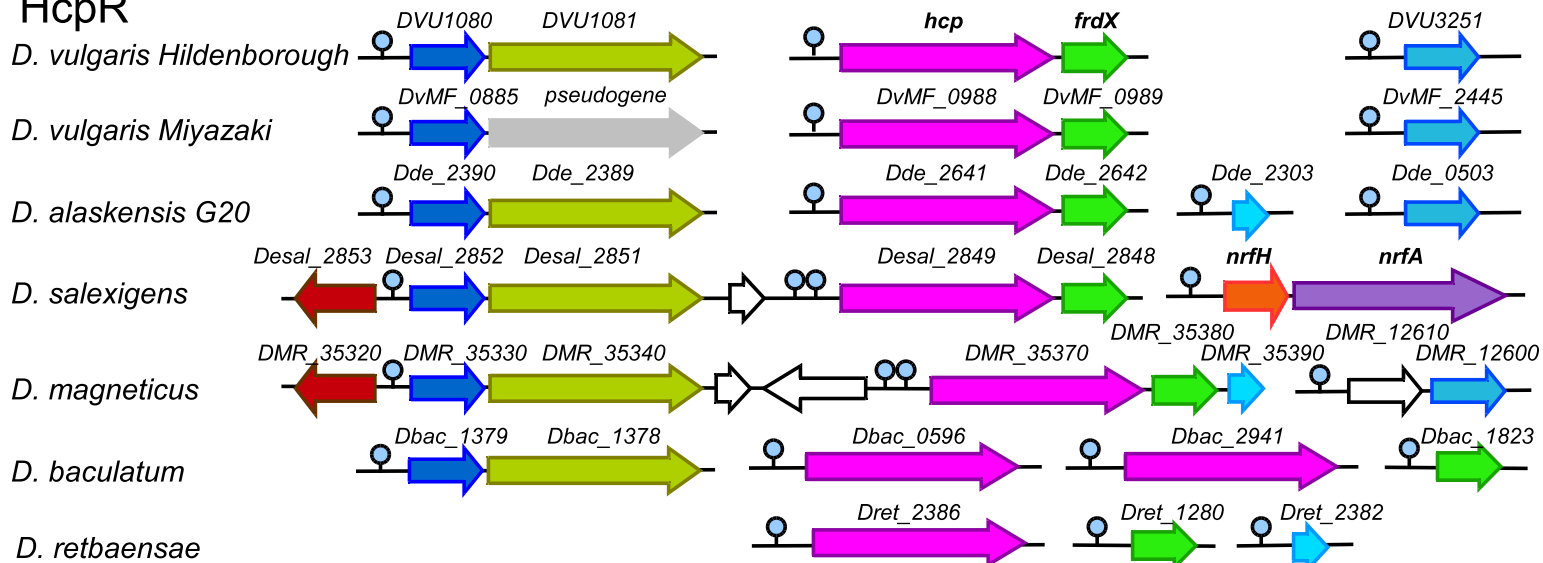 HcpR
DVU1080 DVU1081 hcp frdX DVU3251
D. vulgaris Hildenborough
DvMF_0885 pseudogene DvMF_0988 DvMF_0989 DvMF_2445
D. vulgaris Miyazaki
Dde_2390 Dde_2389 Dde_2641 Dde_2642 Dde_2303 Dde_0503
D. alaskensis G20
Desal_2853 Desal_2852 Desal_2851 Desal_2849 Desal_2848 nrfH nrfA
D. salexigens
DMR_35320 DMR_35330 DMR_35340 DMR_35370 DMR_35380 DMR_35390 DMR_12610 DMR_12600
D. magneticus
Dbac_1379 Dbac_1378 Dbac_0596 Dbac_2941 Dbac_1823
D. baculatum
Dret_2386 Dret_1280 Dret_2382
D. retbaensae